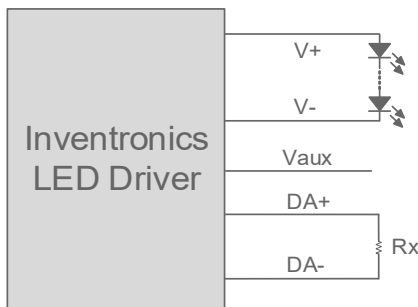 V+
V-
Inventronics
LED Driver
Vaux
DA+
Rx
DA-